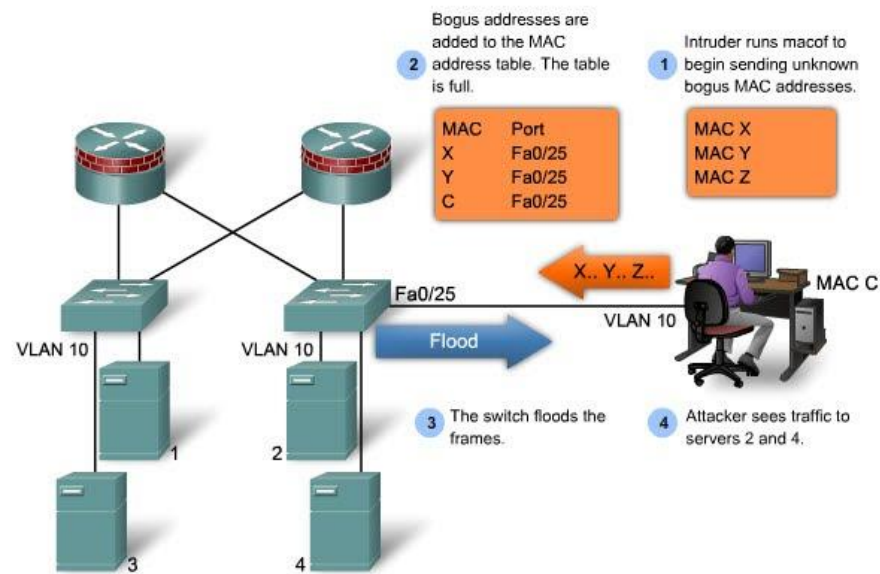 Bogus addresses are
added to the MAC
2 address table. The table
is full.
MAC Port
X Fa0/25
Y Fa0/25
C Fa0/25
Intruder runs macof to
1 begin sending unknown
bogus MAC addresses.
MAC X
MAC Y
MAC Z
X.. Y.. Z..
MAC C
Fa0/25
VLAN 10
VLAN 10
VLAN 10
Flood
3 The switch floods the
frames.
4 Attacker sees traffic to
servers 2 and 4.
1
2
3
4